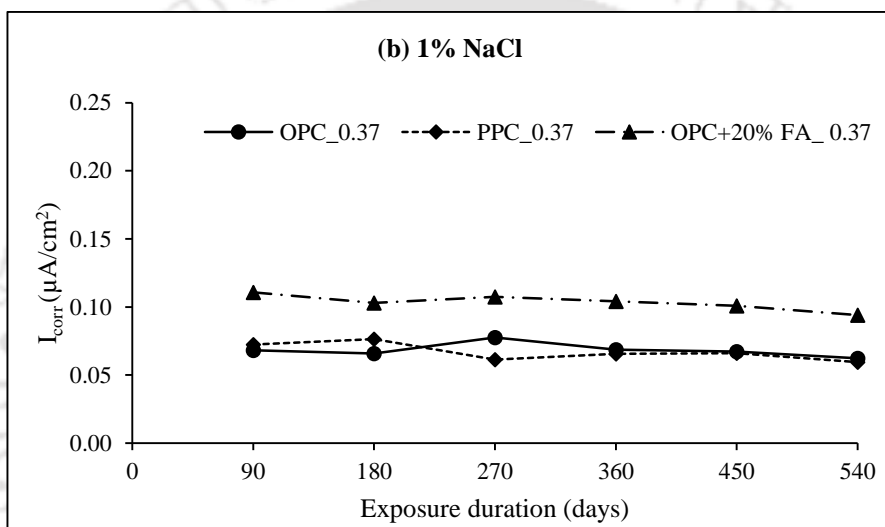 (b) 1% NaCl
0.25
OPC_0.37 PPC_0.37 OPC+20% FA_ 0.37
0.20
0.15
0.10
0.05
0.00
I_corr (µA/cm²)
0 90 180 270 360 450 540
Exposure duration (days)